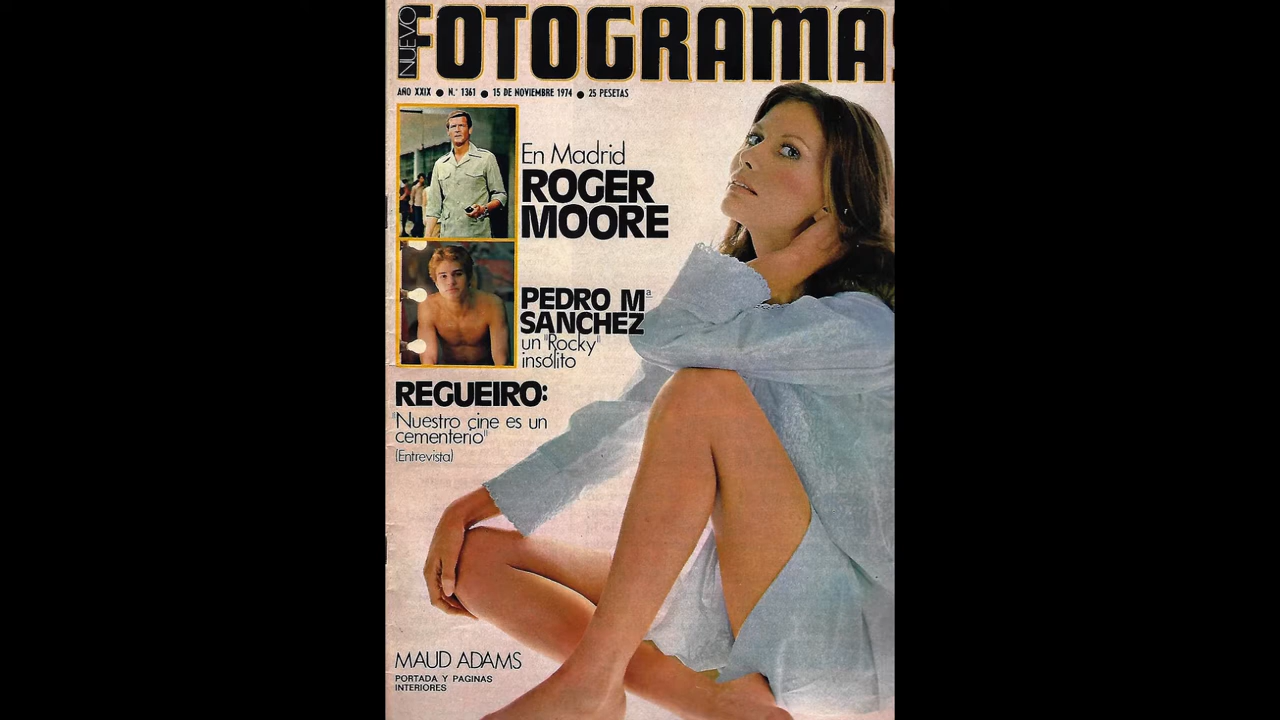 NUEVO
FOTOGRAMAS
AÑO XXIX ● N.° 1361 ● 15 DE NOVIEMBRE 1974 ● 25 PESETAS
En Madrid
ROGER
MOORE
PEDRO Mª
SANCHEZ
un "Rocky"
insólito
REGUEIRO:
"Nuestro cine es un
cementerio"
(Entrevista)
MAUD ADAMS
PORTADA Y PAGINAS
INTERIORES